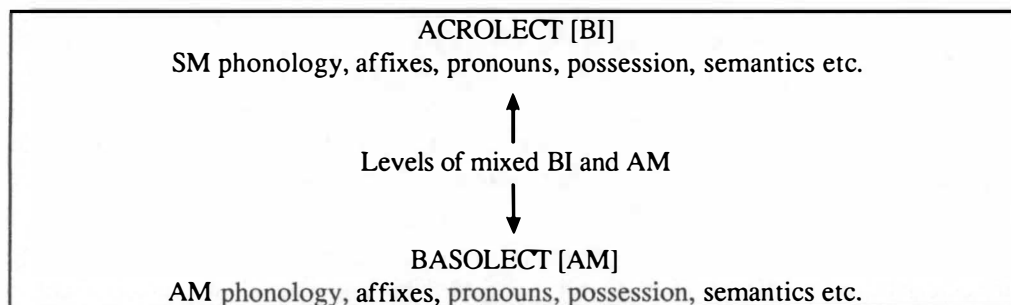 ACROLECT [BI]
SM phonology, affixes, pronouns, possession, semantics etc.
Levels of mixed BI and AM
BASOLECT [AM]
AM phonology, affixes, pronouns, possession, semantics etc.